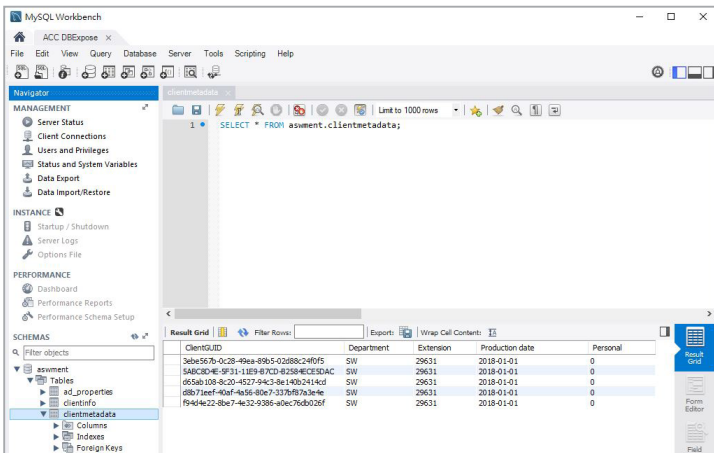 MySQL Workbench
ACC DBExpose ×
File Edit View Query Database Server Tools Scripting Help
Navigator
clientmetadata ×
MANAGEMENT
Server Status
Client Connections
Users and Privileges
Status and System Variables
Data Export
Data Import/Restore
INSTANCE
Startup / Shutdown
Server Logs
Options File
PERFORMANCE
Dashboard
Performance Reports
Performance Schema Setup
SCHEMAS
Filter objects
aswment
Tables
ad_properties
clientinfo
clientmetadata
Columns
Indexes
Foreign Keys
Limit to 1000 rows
1 SELECT * FROM aswment.clientmetadata;
Result Grid Filter Rows: Export: Wrap Cell Content:
ClientGUID Department Extension Production date Personal
3ebe567b-0c28-49ea-89b5-02d88c24f0f5 SW 29631 2018-01-01 0
5ABC8D4E-5F31-11E9-B7CD-B2584ECE5DAC SW 29631 2018-01-01 0
d65ab108-8c20-4527-94c3-8e140b2414cd SW 29631 2018-01-01 0
d8b71eef-40af-4a56-80e7-337bf87a3e4e SW 29631 2018-01-01 0
f94d4e22-8be7-4e32-9386-a0ec76db026f SW 29631 2018-01-01 0
Result
Grid
Form
Editor
Field